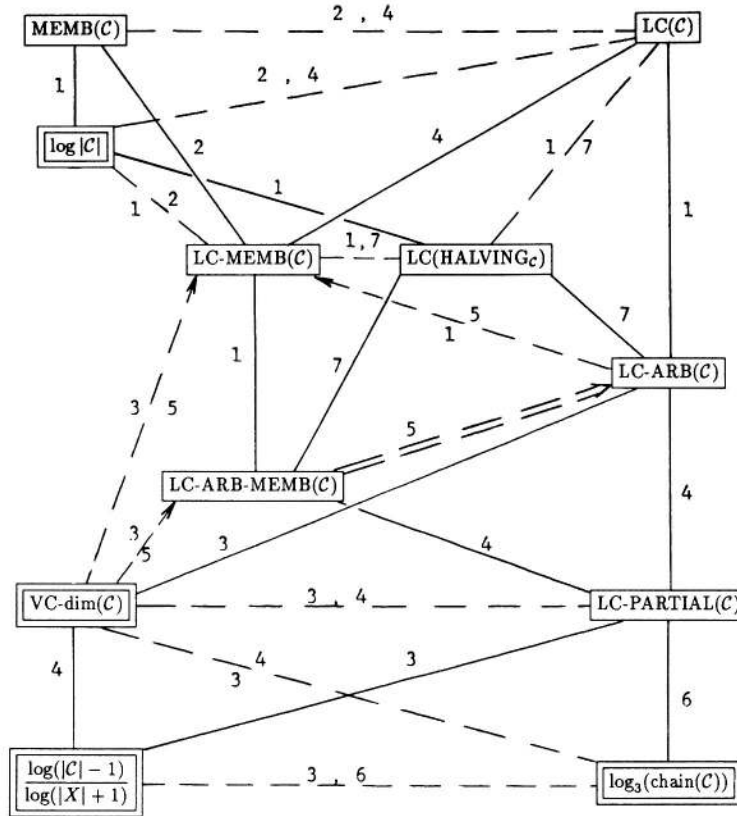 MEMB(𝒞) 2 , 4 LC(𝒞)
1 2 , 4
log |𝒞| 2 4 1 7
1 2 1 1
LC-MEMB(𝒞) 1,7 LC(HALVING𝒸)
5 7
1 7 1
LC-ARB(𝒞)
3 5 5
LC-ARB-MEMB(𝒞) 4
3 3
5 4
VC-dim(𝒞) 3 , 4 LC-PARTIAL(𝒞)
4 4 3
3 6
log(|𝒞| − 1)
log(|X| + 1) 3 , 6 log₃(chain(𝒞))